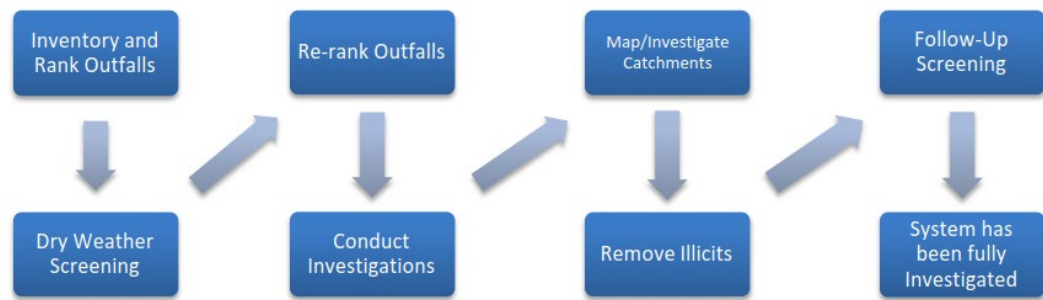 Inventory and
Rank Outfalls
Dry Weather
Screening
Re-rank Outfalls
Conduct
Investigations
Map/Investigate
Catchments
Remove Illicits
Follow-Up
Screening
System has
been fully
Investigated